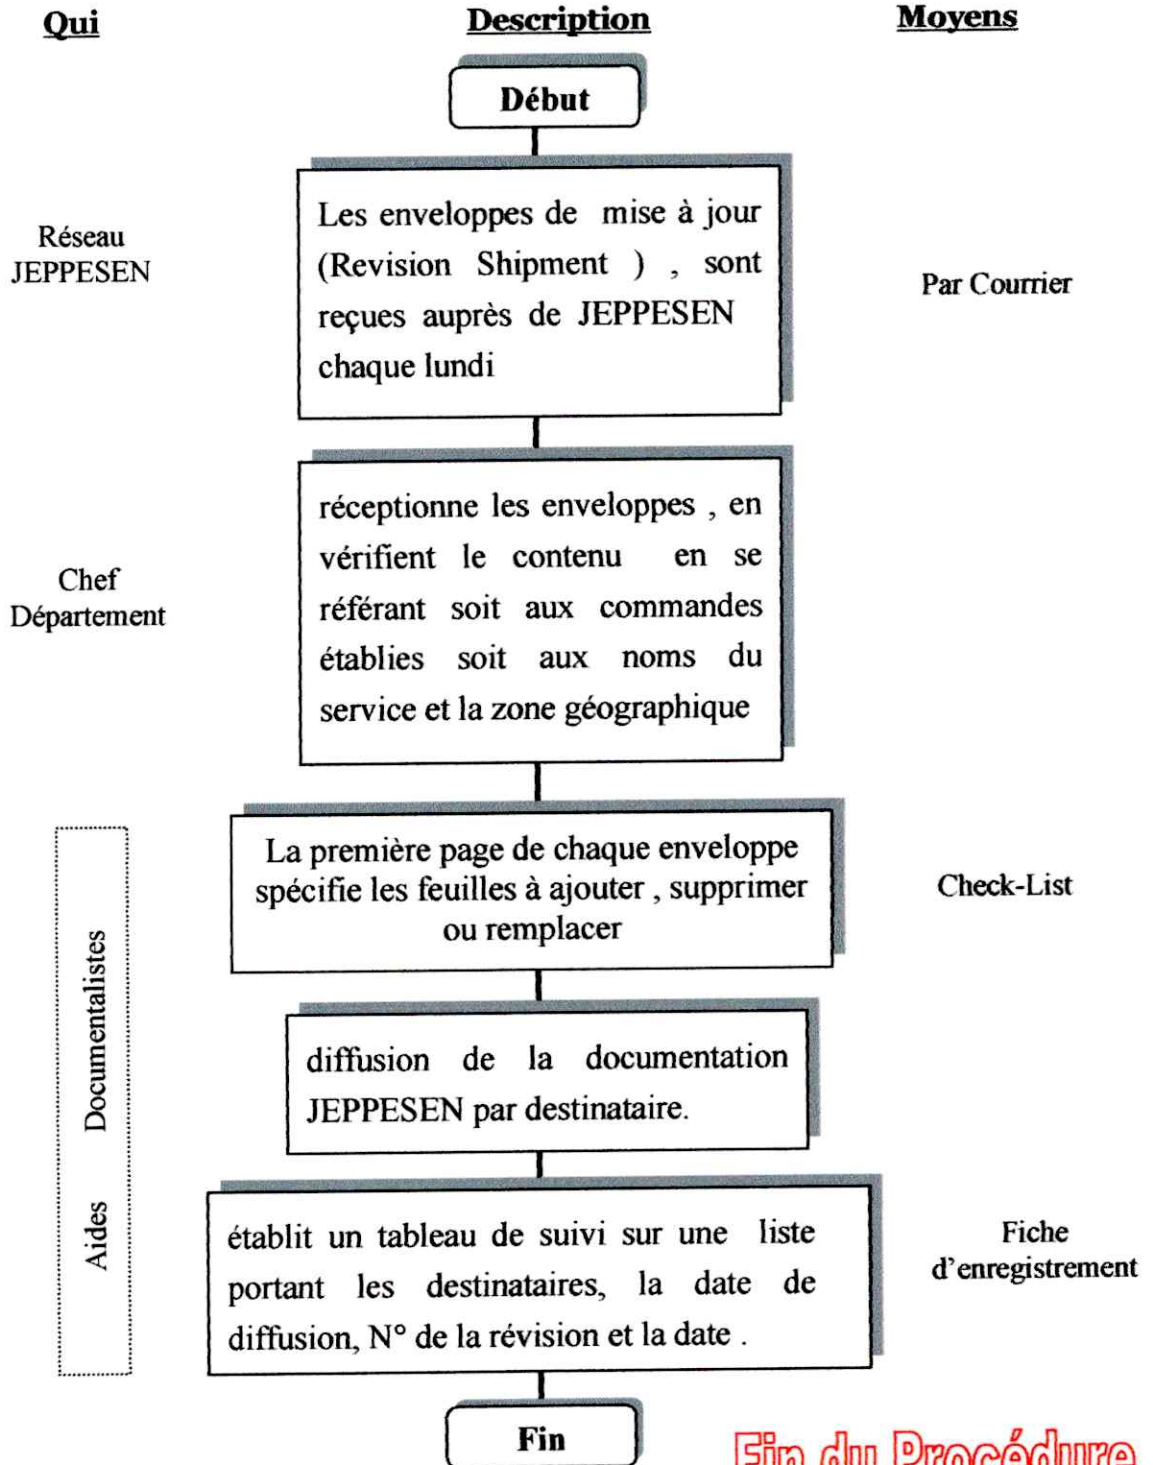 Qui Description Moyens
Début
Réseau
JEPPESEN
Les enveloppes de mise à jour
(Revision Shipment ) , sont
reçues auprès de JEPPESEN
chaque lundi
Par Courrier
Chef
Département
réceptionne les enveloppes , en
vérifient le contenu en se
référant soit aux commandes
établies soit aux noms du
service et la zone géographique
Aides Documentalistes
La première page de chaque enveloppe
spécifie les feuilles à ajouter , supprimer
ou remplacer
Check-List
diffusion de la documentation
JEPPESEN par destinataire.
établit un tableau de suivi sur une liste
portant les destinataires, la date de
diffusion, N° de la révision et la date .
Fiche
d'enregistrement
Fin
Fin du Procédure